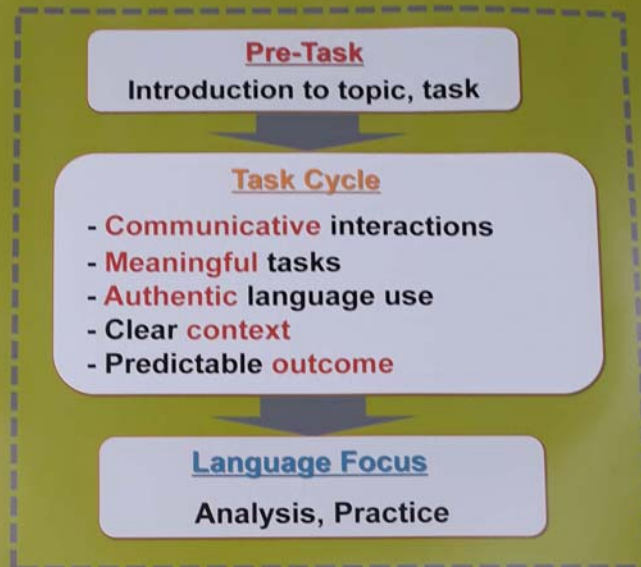 Pre-Task
Introduction to topic, task
Task Cycle
- Communicative interactions
- Meaningful tasks
- Authentic language use
- Clear context
- Predictable outcome
Language Focus
Analysis, Practice